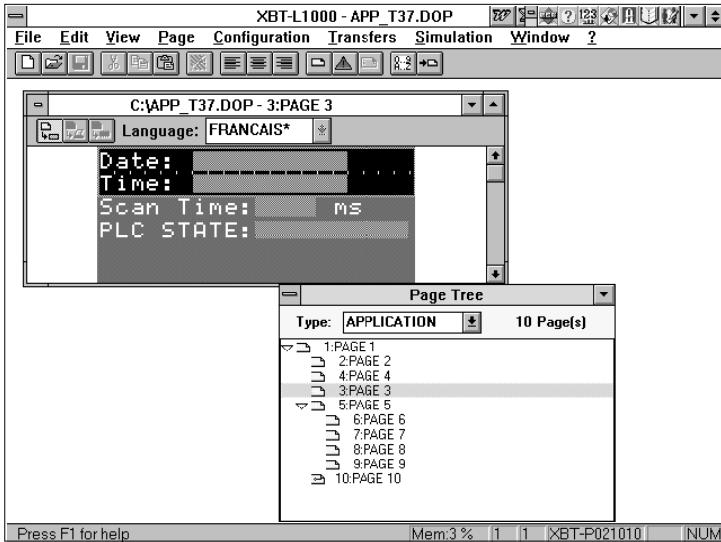 XBT-L1000 - APP_T37.DOP
File Edit View Page Configuration Transfers Simulation Window ?
C:\APP_T37.DOP - 3:PAGE 3
Language: FRANCAIS*
Date:
Time:
Scan Time: ms
PLC STATE:
Page Tree
Type: APPLICATION 10 Page(s)
1:PAGE 1
2:PAGE 2
4:PAGE 4
3:PAGE 3
5:PAGE 5
6:PAGE 6
7:PAGE 7
8:PAGE 8
9:PAGE 9
10:PAGE 10
Press F1 for help Mem:3 % 1 1 XBT-P021010 NUM